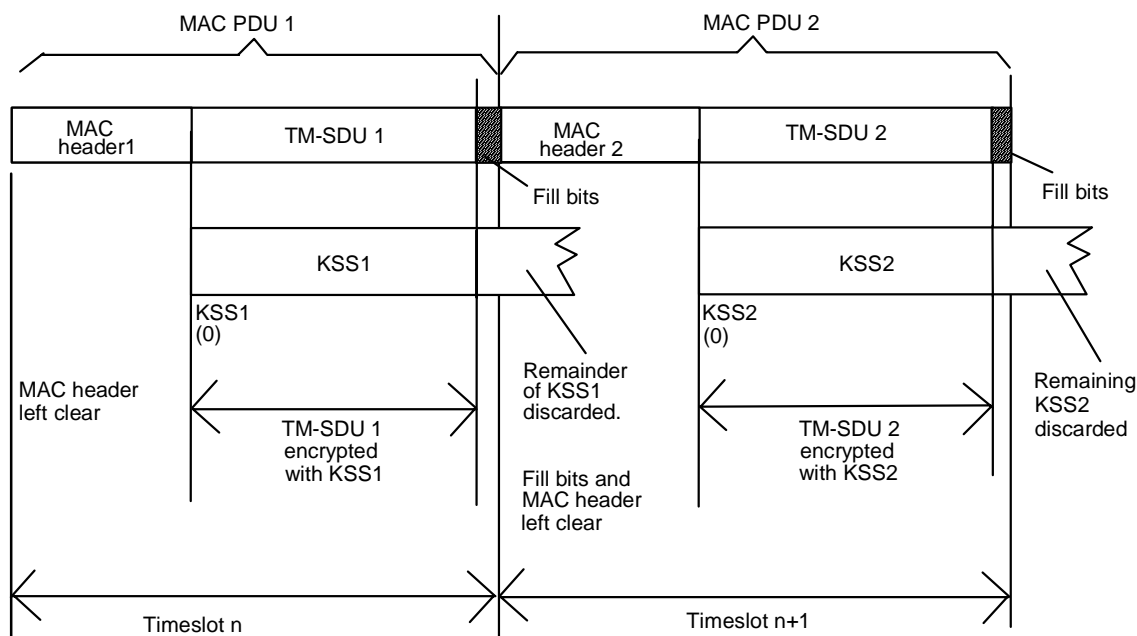 MAC PDU 1
MAC PDU 2
MAC
header1
TM-SDU 1
MAC
header 2
TM-SDU 2
Fill bits
Fill bits
KSS1
KSS2
KSS1
(0)
KSS2
(0)
MAC header
left clear
Remainder
of KSS1
discarded.
Remaining
KSS2
discarded
TM-SDU 1
encrypted
with KSS1
TM-SDU 2
encrypted
with KSS2
Fill bits and
MAC header
left clear
Timeslot n
Timeslot n+1